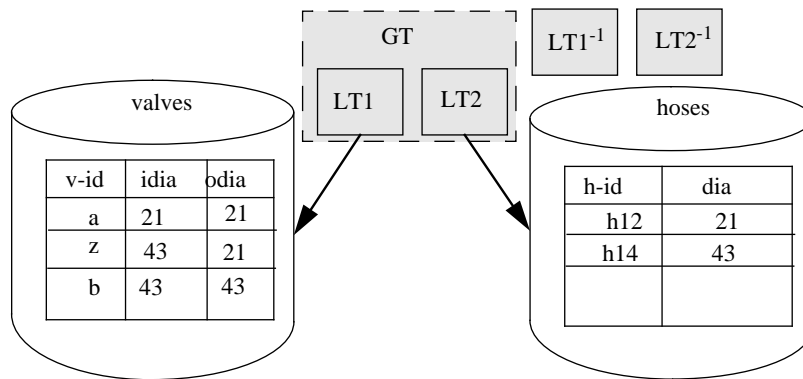 GT
LT1⁻¹ LT2⁻¹
LT1 LT2
valves
v-id idia odia
a 21 21
z 43 21
b 43 43
hoses
h-id dia
h12 21
h14 43